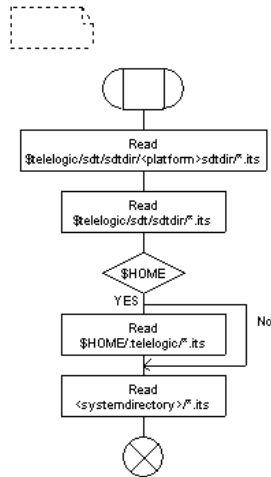 Read
$telelogic/sdt/sdtdir/<platform>sdtdir/*.its
Read
$telelogic/sdt/sdtdir/*.its
$HOME
YES
No
Read
$HOME/.telelogic/*.its
Read
<systemdirectory>/*.its